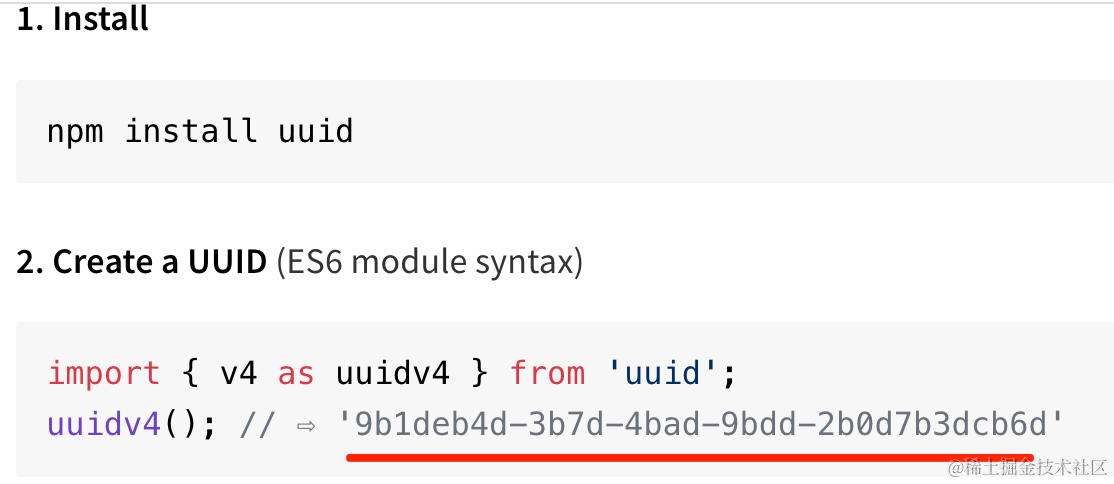 1. Install
npm install uuid
2. Create a UUID (ES6 module syntax)
import { v4 as uuidv4 } from 'uuid';
uuidv4(); // ⇨ '9b1deb4d-3b7d-4bad-9bdd-2b0d7b3dcb6d'
@稀土掘金技术社区